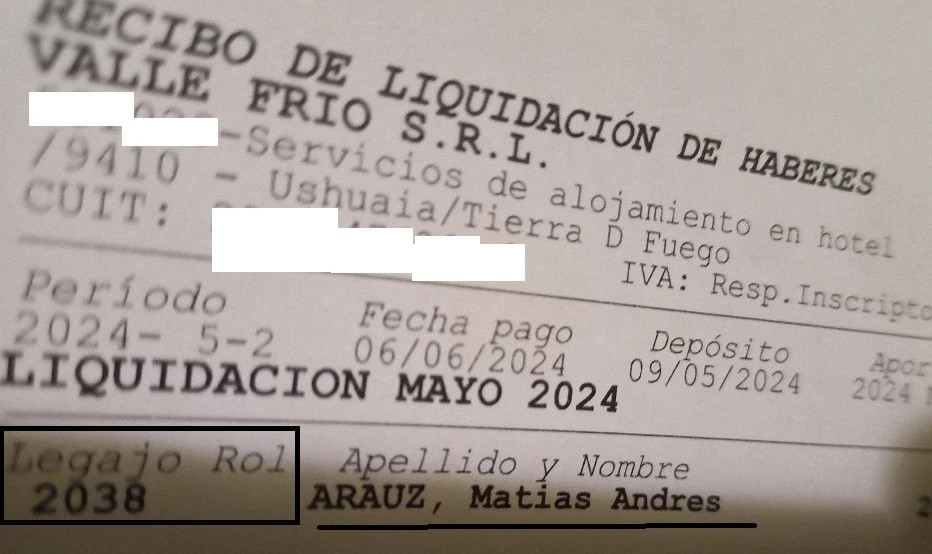 RECIBO DE LIQUIDACIÓN DE HABERES
VALLE FRIO S.R.L.
-Servicios de alojamiento en hotel
/9410 - Ushuaia/Tierra D Fuego
CUIT:
IVA: Resp.Inscripto
Período Fecha pago Depósito Apor
2024- 5-2 06/06/2024 09/05/2024 2024
LIQUIDACION MAYO 2024
Legajo Rol Apellido y Nombre
2038 ARAUZ, Matias Andres